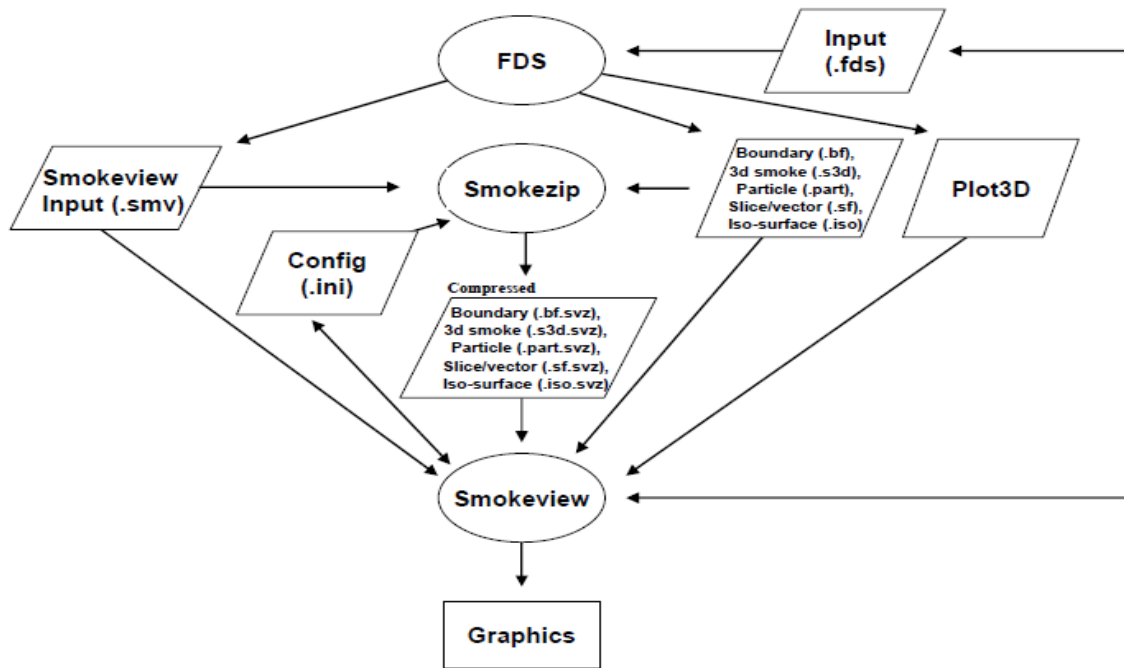 FDS
Input
(.fds)
Smokeview
Input (.smv)
Smokezip
Boundary (.bf),
3d smoke (.s3d),
Particle (.part),
Slice/vector (.sf),
Iso-surface (.iso)
Plot3D
Config
(.ini)
Compressed
Boundary (.bf.svz),
3d smoke (.s3d.svz),
Particle (.part.svz),
Slice/vector (.sf.svz),
Iso-surface (.iso.svz)
Smokeview
Graphics